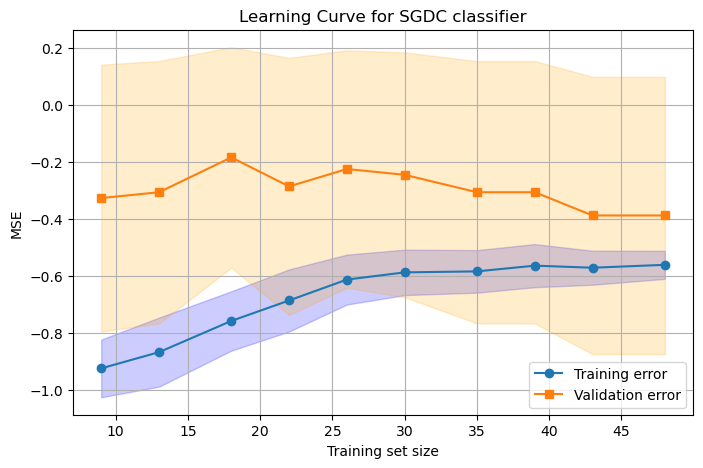 Learning Curve for SGDC classifier
MSE
0.2
0.0
−0.2
−0.4
−0.6
−0.8
−1.0
10 15 20 25 30 35 40 45
Training set size
Training error
Validation error